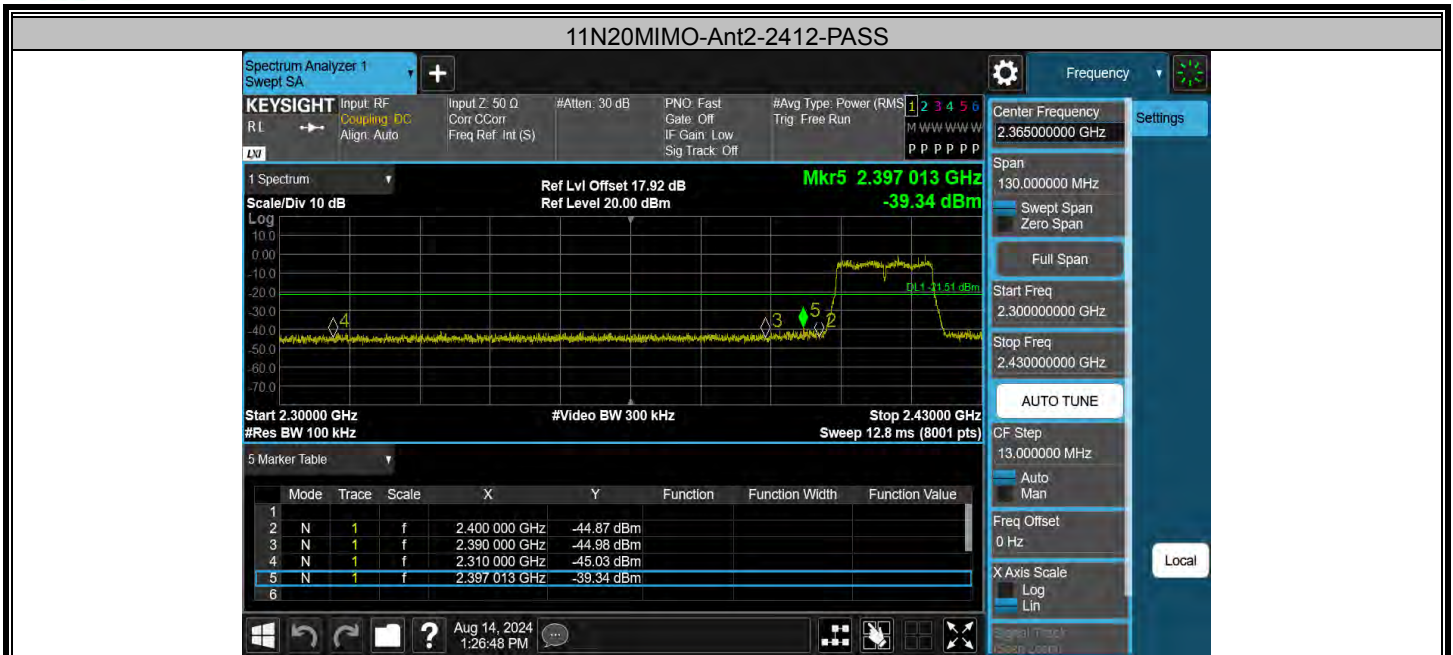 11N20MIMO-Ant2-2412-PASS
Spectrum Analyzer 1
Swept SA
+
Frequency
KEYSIGHT
RL
LXI
Input: RF
Coupling: DC
Align: Auto
Input Z: 50 Ω
Corr CCorr
Freq Ref: Int (S)
#Atten: 30 dB
PNO: Fast
Gate: Off
IF Gain: Low
Sig Track: Off
#Avg Type: Power (RMS
Trig: Free Run
1 2 3 4 5 6
M W W W W W
P P P P P P
1 Spectrum
Scale/Div 10 dB
Ref Lvl Offset 17.92 dB
Ref Level 20.00 dBm
Mkr5 2.397 013 GHz
-39.34 dBm
Log
10.0
0.00
-10.0
-20.0
-30.0
-40.0
-50.0
-60.0
-70.0
DL1 -21.51 dBm
4
3
5
2
Start 2.30000 GHz
#Video BW 300 kHz
Stop 2.43000 GHz
#Res BW 100 kHz
Sweep 12.8 ms (8001 pts)
5 Marker Table
Mode Trace Scale X Y Function Function Width Function Value
1
2 N 1 f 2.400 000 GHz -44.87 dBm
3 N 1 f 2.390 000 GHz -44.98 dBm
4 N 1 f 2.310 000 GHz -45.03 dBm
5 N 1 f 2.397 013 GHz -39.34 dBm
6
?
Aug 14, 2024
1:26:48 PM
Center Frequency
2.365000000 GHz
Settings
Span
130.000000 MHz
Swept Span
Zero Span
Full Span
Start Freq
2.300000000 GHz
Stop Freq
2.430000000 GHz
AUTO TUNE
CF Step
13.000000 MHz
Auto
Man
Freq Offset
0 Hz
X Axis Scale
Log
Lin
Local
Signal Track
(Span Zoom)